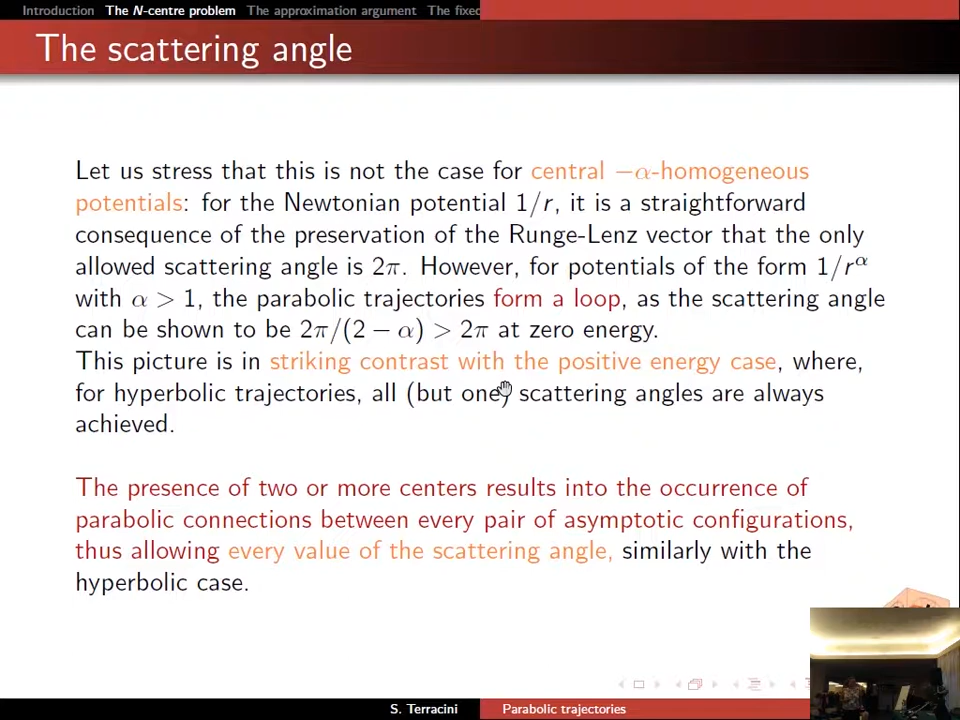 Introduction The N-centre problem The approximation argument The fixed
The scattering angle
Let us stress that this is not the case for central −α-homogeneous
potentials: for the Newtonian potential 1/r, it is a straightforward
consequence of the preservation of the Runge-Lenz vector that the only
allowed scattering angle is 2π. However, for potentials of the form 1/r^α
with α > 1, the parabolic trajectories form a loop, as the scattering angle
can be shown to be 2π/(2 − α) > 2π at zero energy.
This picture is in striking contrast with the positive energy case, where,
for hyperbolic trajectories, all (but one) scattering angles are always
achieved.
The presence of two or more centers results into the occurrence of
parabolic connections between every pair of asymptotic configurations,
thus allowing every value of the scattering angle, similarly with the
hyperbolic case.
S. Terracini Parabolic trajectories